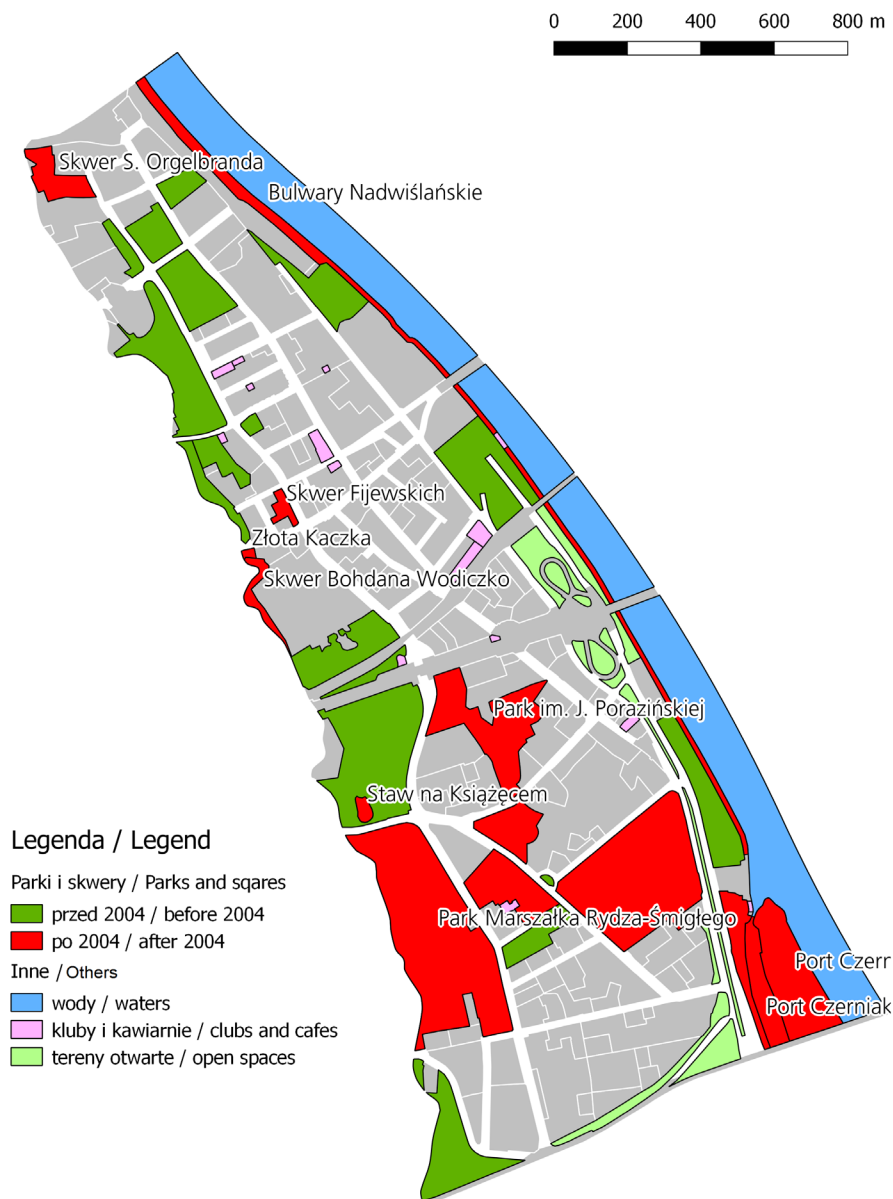 0 200 400 600 800 m
Skwer S. Orgelbranda
Bulwary Nadwiślańskie
Skwer Fijewskich
Złota Kaczka
Skwer Bohdana Wodiczko
Park im. J. Porazińskiej
Staw na Książęcem
Park Marszałka Rydza-Śmigłego
Port Czerr
Port Czerniak
Legenda / Legend
Parki i skwery / Parks and sqares
przed 2004 / before 2004
po 2004 / after 2004
Inne / Others
wody / waters
kluby i kawiarnie / clubs and cafes
tereny otwarte / open spaces